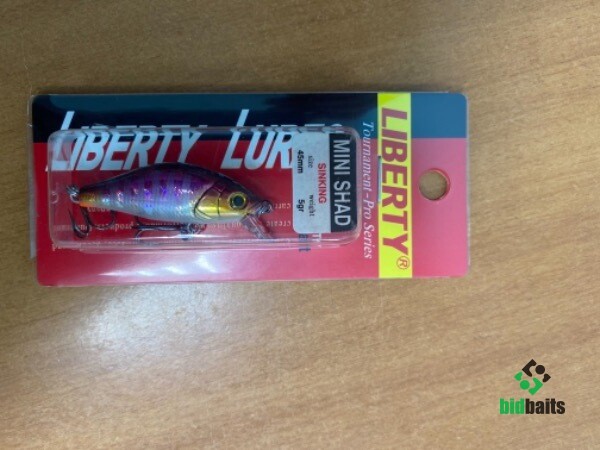 LIBERTY LURES
LIBERTY®
Tournament - Pro Series
MINI SHAD
SINKING
size weight
45mm 5gr
bidbaits